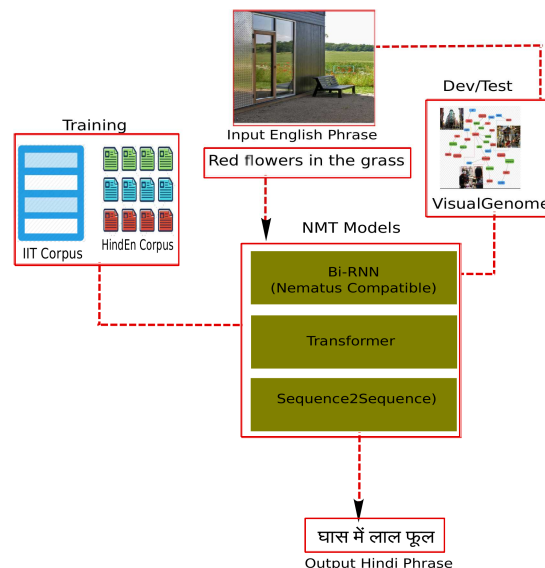 Dev/Test
Training
Input English Phrase
Red flowers in the grass
VisualGenome
IIT Corpus
HindEn Corpus
NMT Models
Bi-RNN
(Nematus Compatible)
Transformer
Sequence2Sequence)
घास में लाल फूल
Output Hindi Phrase